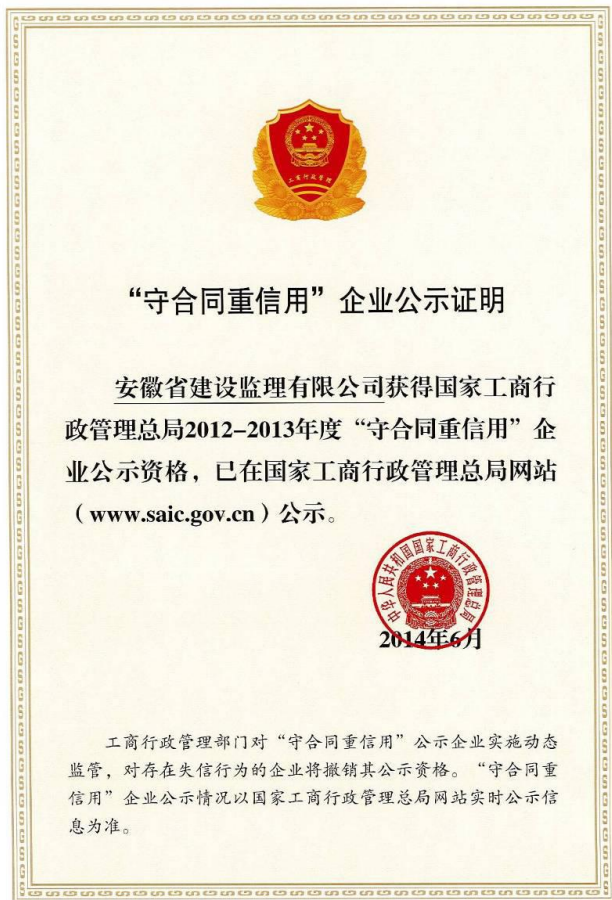 工商行政管理
“守合同重信用”企业公示证明
安徽省建设监理有限公司获得国家工商行
政管理总局2012-2013年度“守合同重信用”企
业公示资格，已在国家工商行政管理总局网站
（www.saic.gov.cn）公示。
中华人民共和国国家工商行政管理总局
2014年6月
工商行政管理部门对“守合同重信用”公示企业实施动态
监管，对存在失信行为的企业将撤销其公示资格。“守合同重
信用”企业公示情况以国家工商行政管理总局网站实时公示信
息为准。